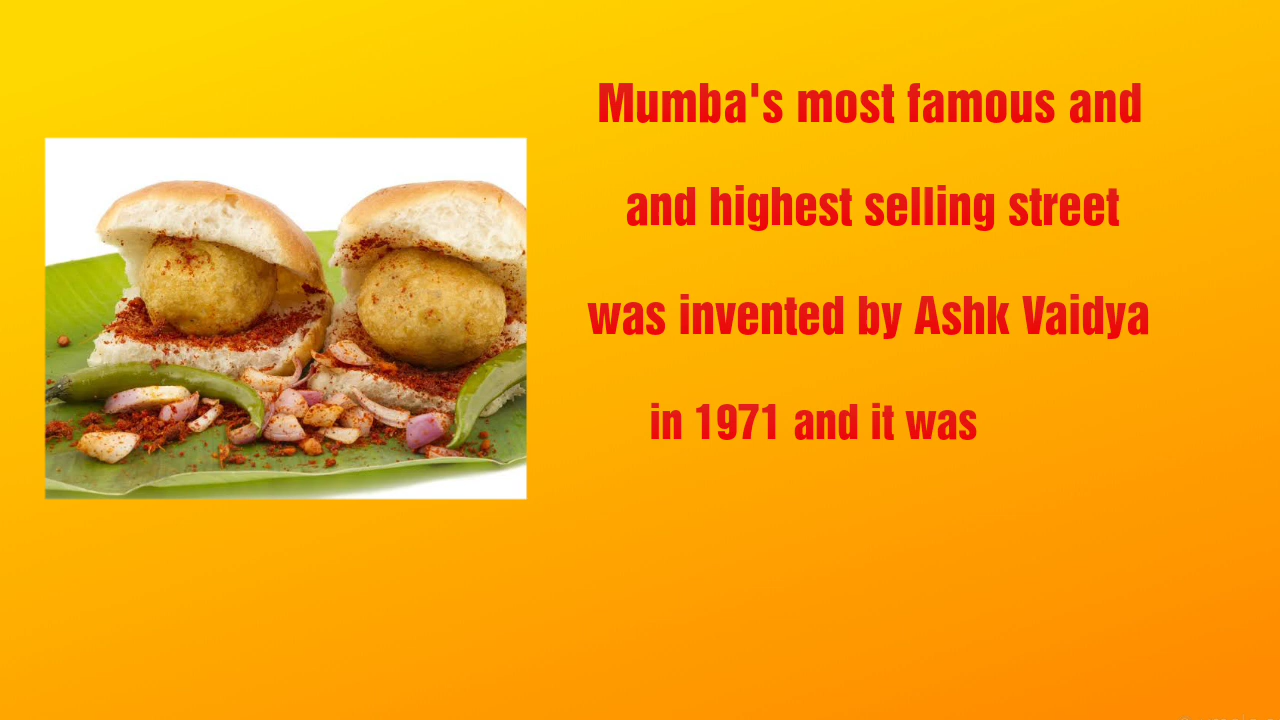 Mumba's most famous and
and highest selling street
was invented by Ashk Vaidya
in 1971 and it was